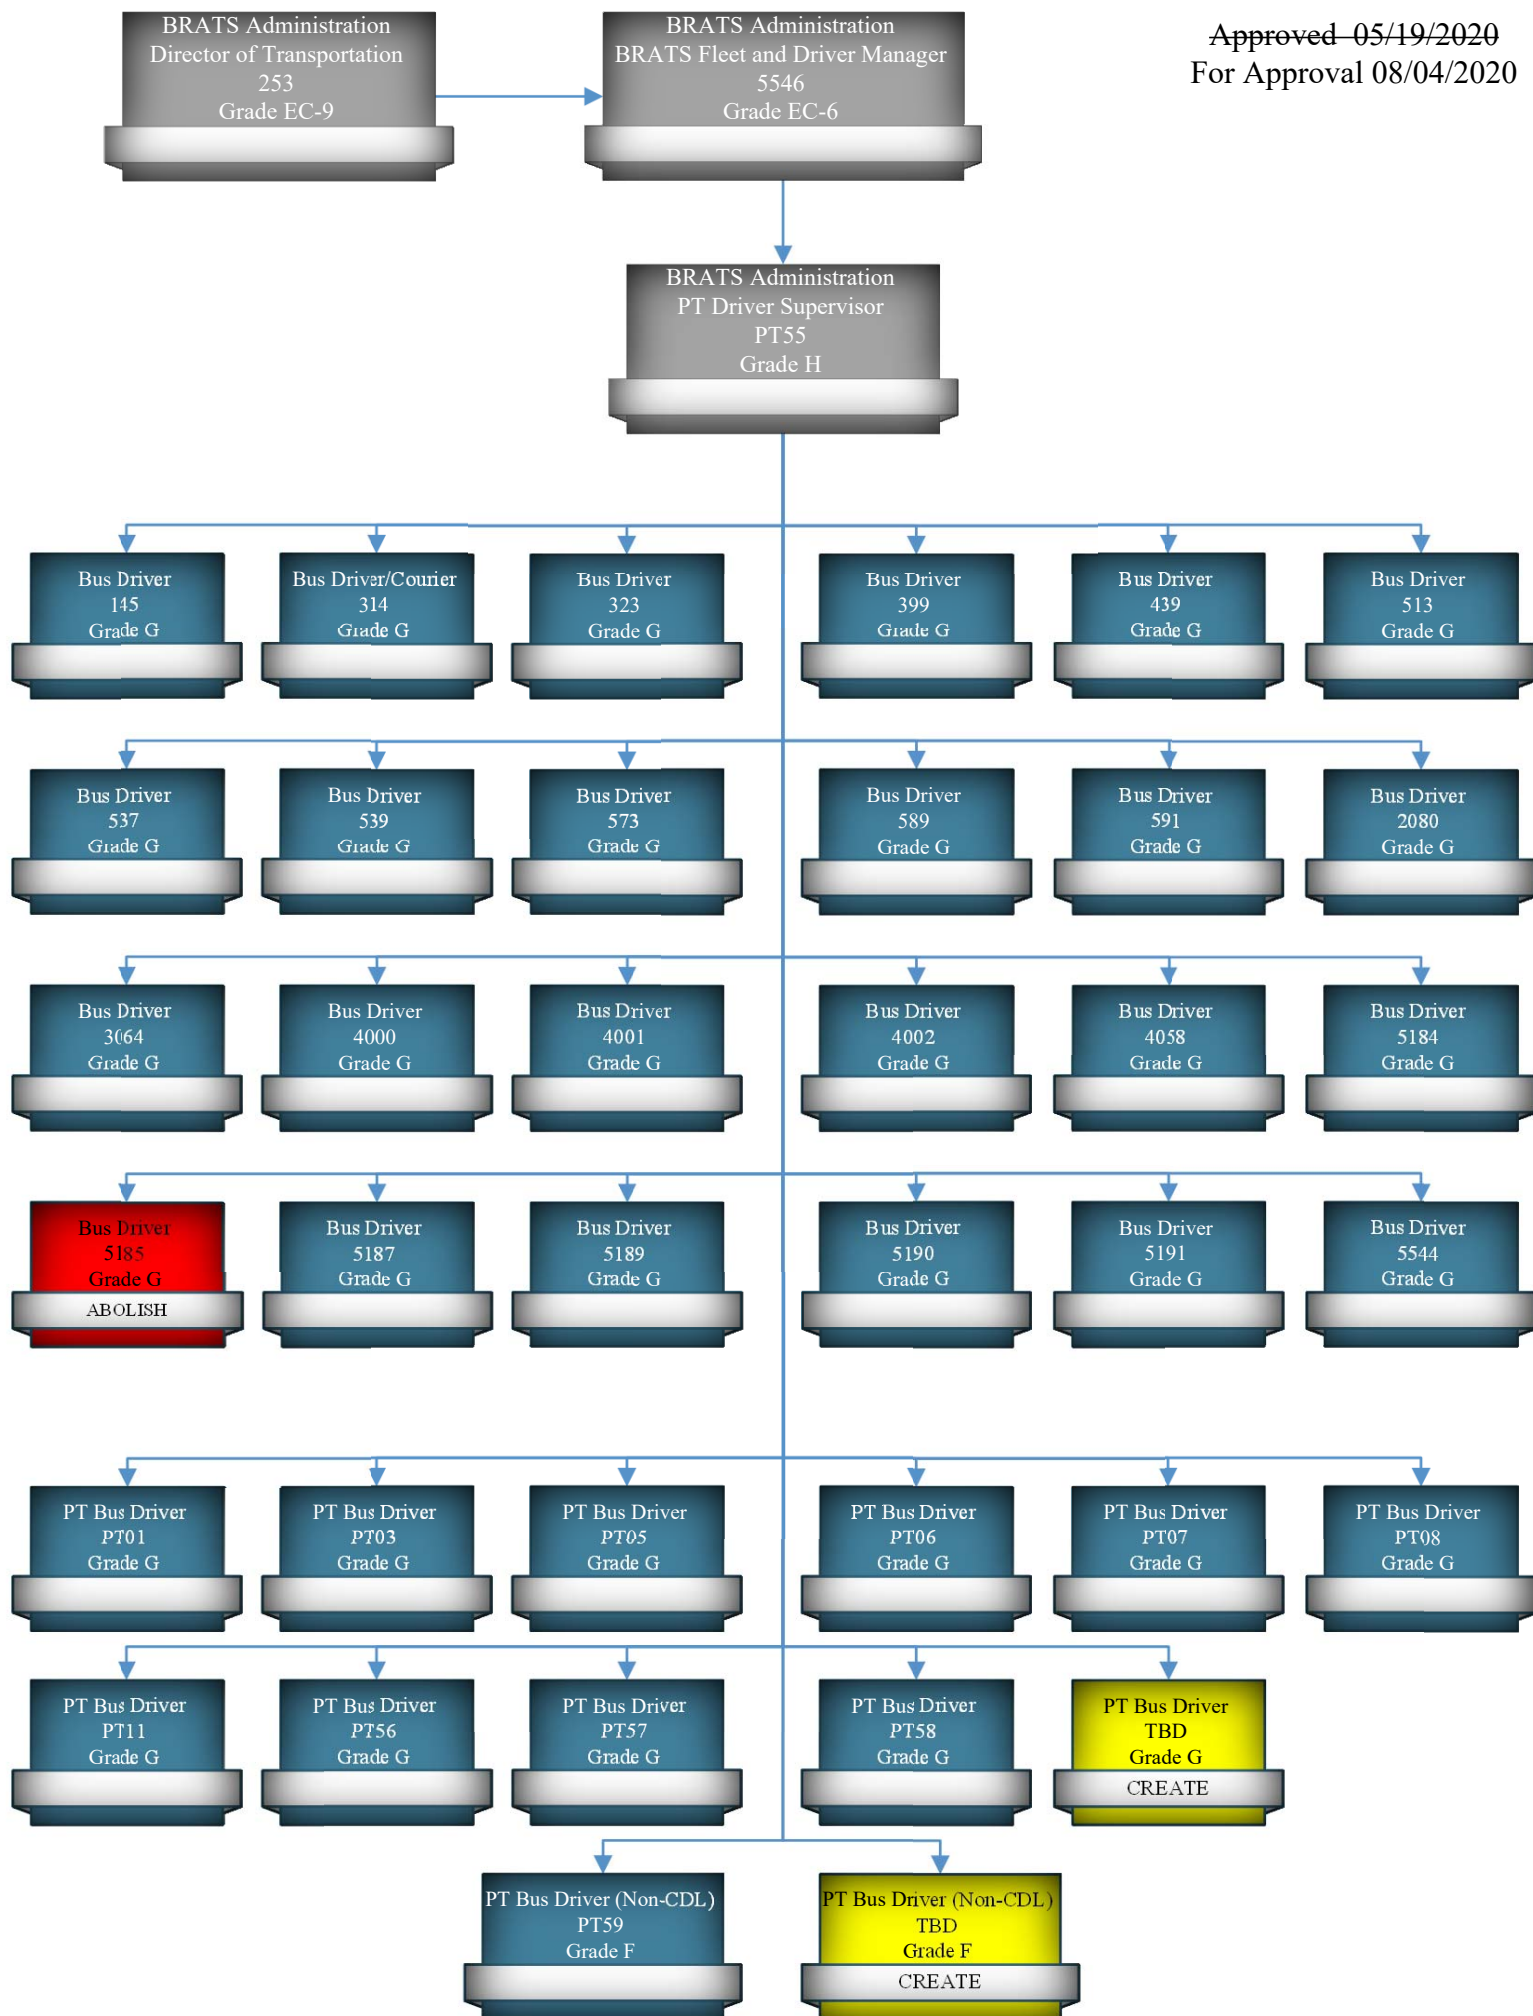 BRATS Administration
Director of Transportation
253
Grade EC-9
BRATS Administration
BRATS Fleet and Driver Manager
5546
Grade EC-6
Approved 05/19/2020
For Approval 08/04/2020
BRATS Administration
PT Driver Supervisor
PT55
Grade H
Bus Driver
145
Grade G
Bus Driver/Courier
314
Grade G
Bus Driver
323
Grade G
Bus Driver
399
Grade G
Bus Driver
439
Grade G
Bus Driver
513
Grade G
Bus Driver
537
Grade G
Bus Driver
539
Grade G
Bus Driver
573
Grade G
Bus Driver
589
Grade G
Bus Driver
591
Grade G
Bus Driver
2080
Grade G
Bus Driver
3064
Grade G
Bus Driver
4000
Grade G
Bus Driver
4001
Grade G
Bus Driver
4002
Grade G
Bus Driver
4058
Grade G
Bus Driver
5184
Grade G
Bus Driver
5185
Grade G
ABOLISH
Bus Driver
5187
Grade G
Bus Driver
5189
Grade G
Bus Driver
5190
Grade G
Bus Driver
5191
Grade G
Bus Driver
5544
Grade G
PT Bus Driver
PT01
Grade G
PT Bus Driver
PT03
Grade G
PT Bus Driver
PT05
Grade G
PT Bus Driver
PT06
Grade G
PT Bus Driver
PT07
Grade G
PT Bus Driver
PT08
Grade G
PT Bus Driver
PT11
Grade G
PT Bus Driver
PT56
Grade G
PT Bus Driver
PT57
Grade G
PT Bus Driver
PT58
Grade G
PT Bus Driver
TBD
Grade G
CREATE
PT Bus Driver (Non-CDL)
PT59
Grade F
PT Bus Driver (Non-CDL)
TBD
Grade F
CREATE